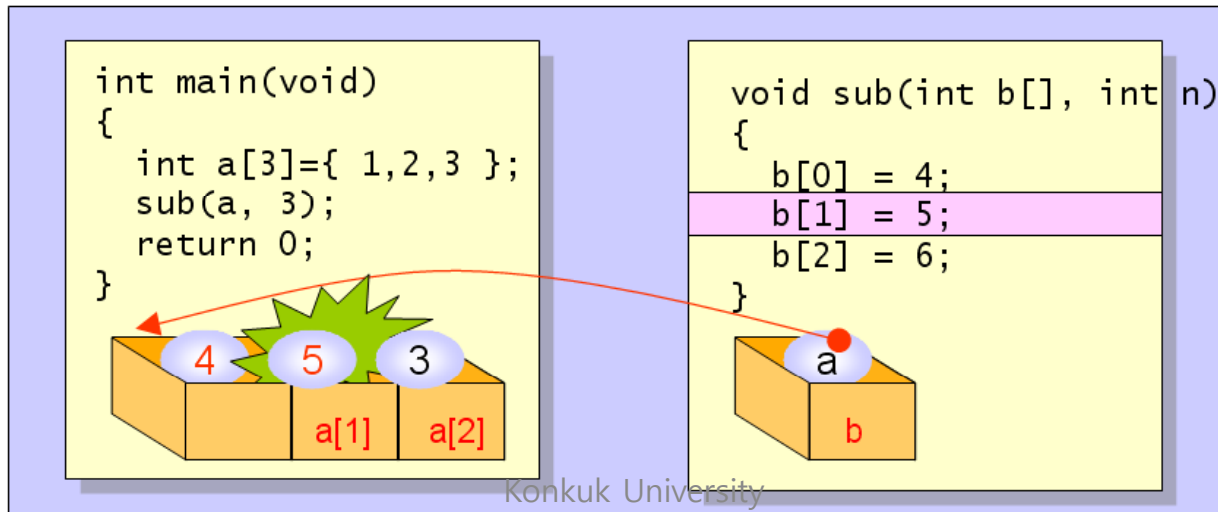 int main(void)
{
int a[3]={ 1,2,3 };
sub(a, 3);
return 0;
}
4 5 3
a[1] a[2]
void sub(int b[], int n)
{
b[0] = 4;
b[1] = 5;
b[2] = 6;
}
a
b
Konkuk University